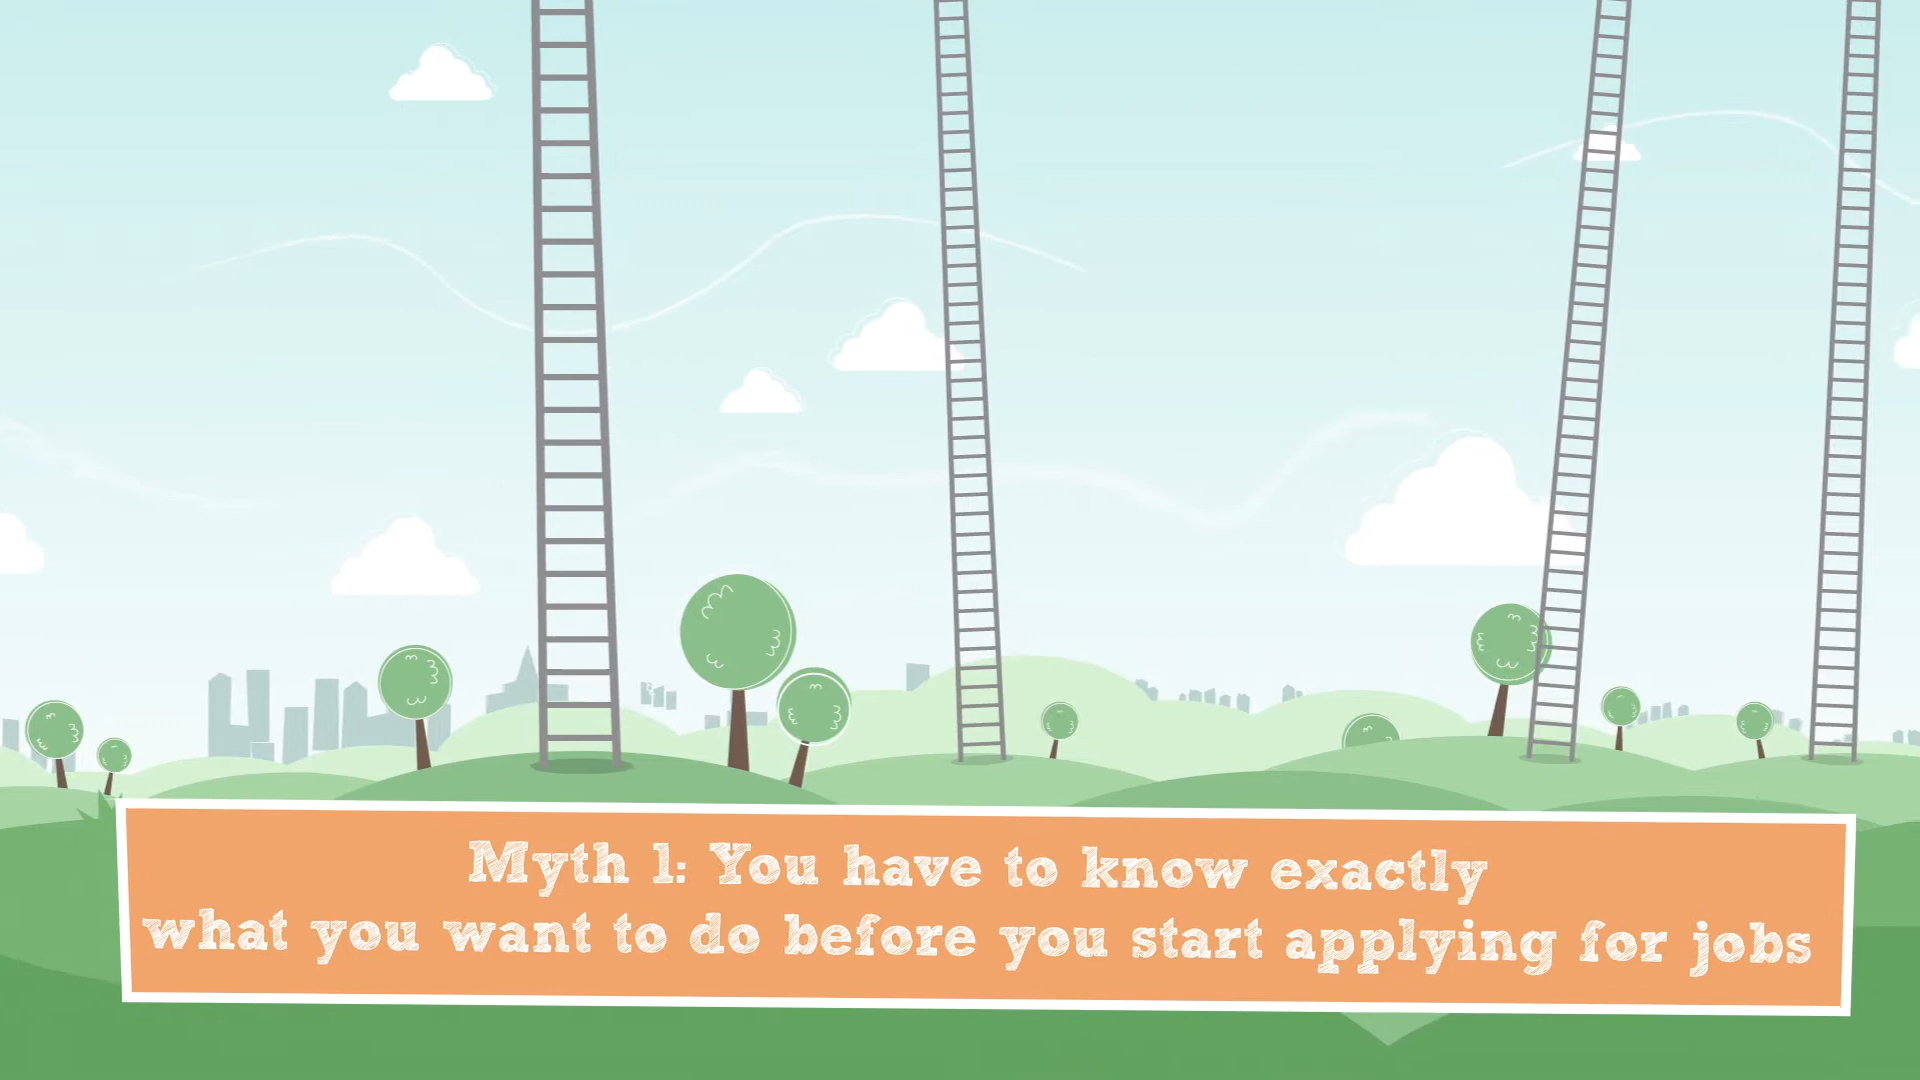 Myth 1: You have to know exactly
what you want to do before you start applying for jobs